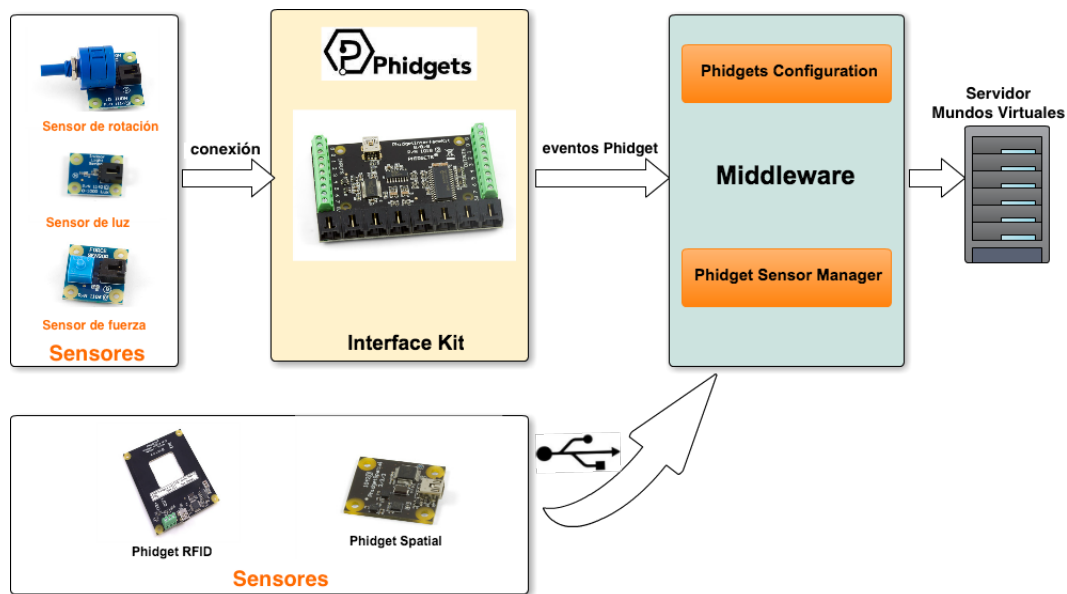 Sensor de rotación
Sensor de luz
Sensor de fuerza
Sensores
conexión
Phidgets
Interface Kit
eventos Phidget
Phidgets Configuration
Middleware
Phidget Sensor Manager
Servidor
Mundos Virtuales
Phidget RFID
Phidget Spatial
Sensores